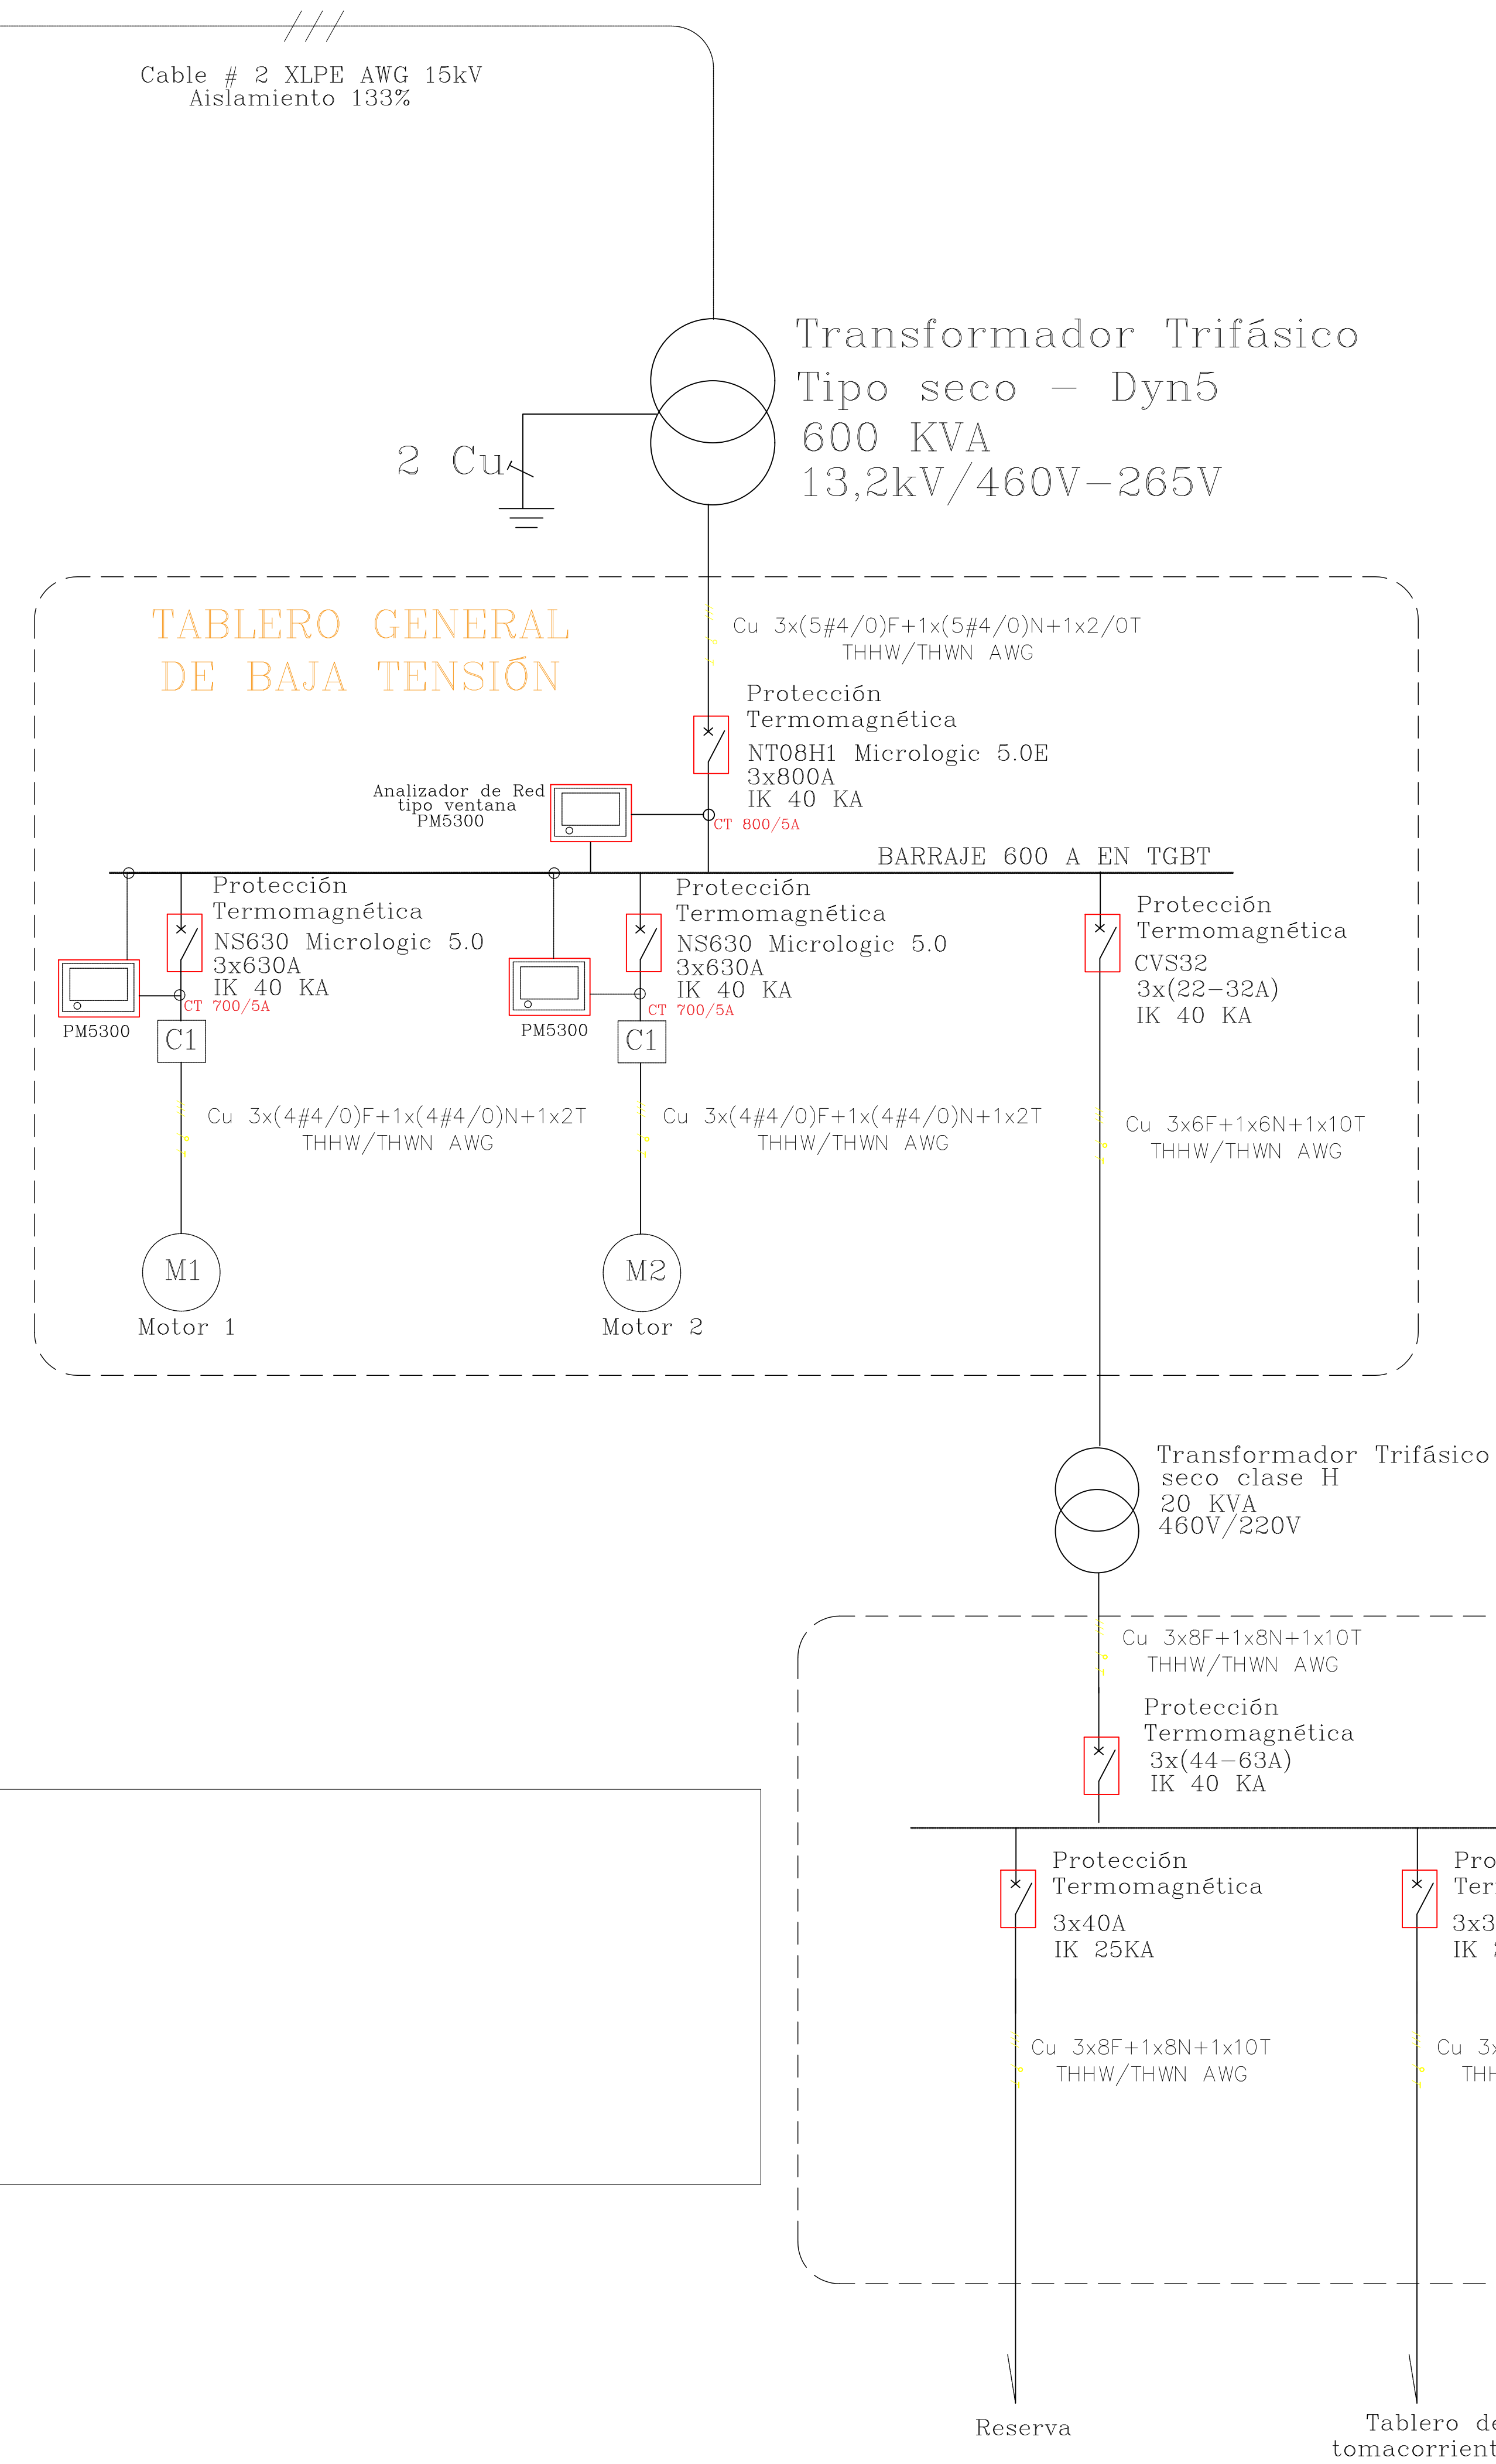 Cable # 2 XLPE AWG 15kV
Aislamiento 133%
Transformador Trifásico
Tipo seco - Dyn5
600 KVA
13,2kV/460V-265V
2 Cu
TABLERO GENERAL
DE BAJA TENSIÓN
Cu 3x(5#4/0)F+1x(5#4/0)N+1x2/0T
THHW/THWN AWG
Protección
Termomagnética
NT08H1 Micrologic 5.0E
3x800A
IK 40 KA
CT 800/5A
Analizador de Red
tipo ventana
PM5300
BARRAJE 600 A EN TGBT
Protección
Termomagnética
NS630 Micrologic 5.0
3x630A
IK 40 KA
CT 700/5A
PM5300
C1
Protección
Termomagnética
NS630 Micrologic 5.0
3x630A
IK 40 KA
CT 700/5A
PM5300
C1
Protección
Termomagnética
CVS32
3x(22-32A)
IK 40 KA
Cu 3x(4#4/0)F+1x(4#4/0)N+1x2T
THHW/THWN AWG
Cu 3x(4#4/0)F+1x(4#4/0)N+1x2T
THHW/THWN AWG
Cu 3x6F+1x6N+1x10T
THHW/THWN AWG
M1
Motor 1
M2
Motor 2
Transformador Trifásico
seco clase H
20 KVA
460V/220V
Cu 3x8F+1x8N+1x10T
THHW/THWN AWG
Protección
Termomagnética
3x(44-63A)
IK 40 KA
Protección
Termomagnética
3x40A
IK 25KA
3x3
IK
Cu 3x8F+1x8N+1x10T
THHW/THWN AWG
Cu
Reserva
Tablero de